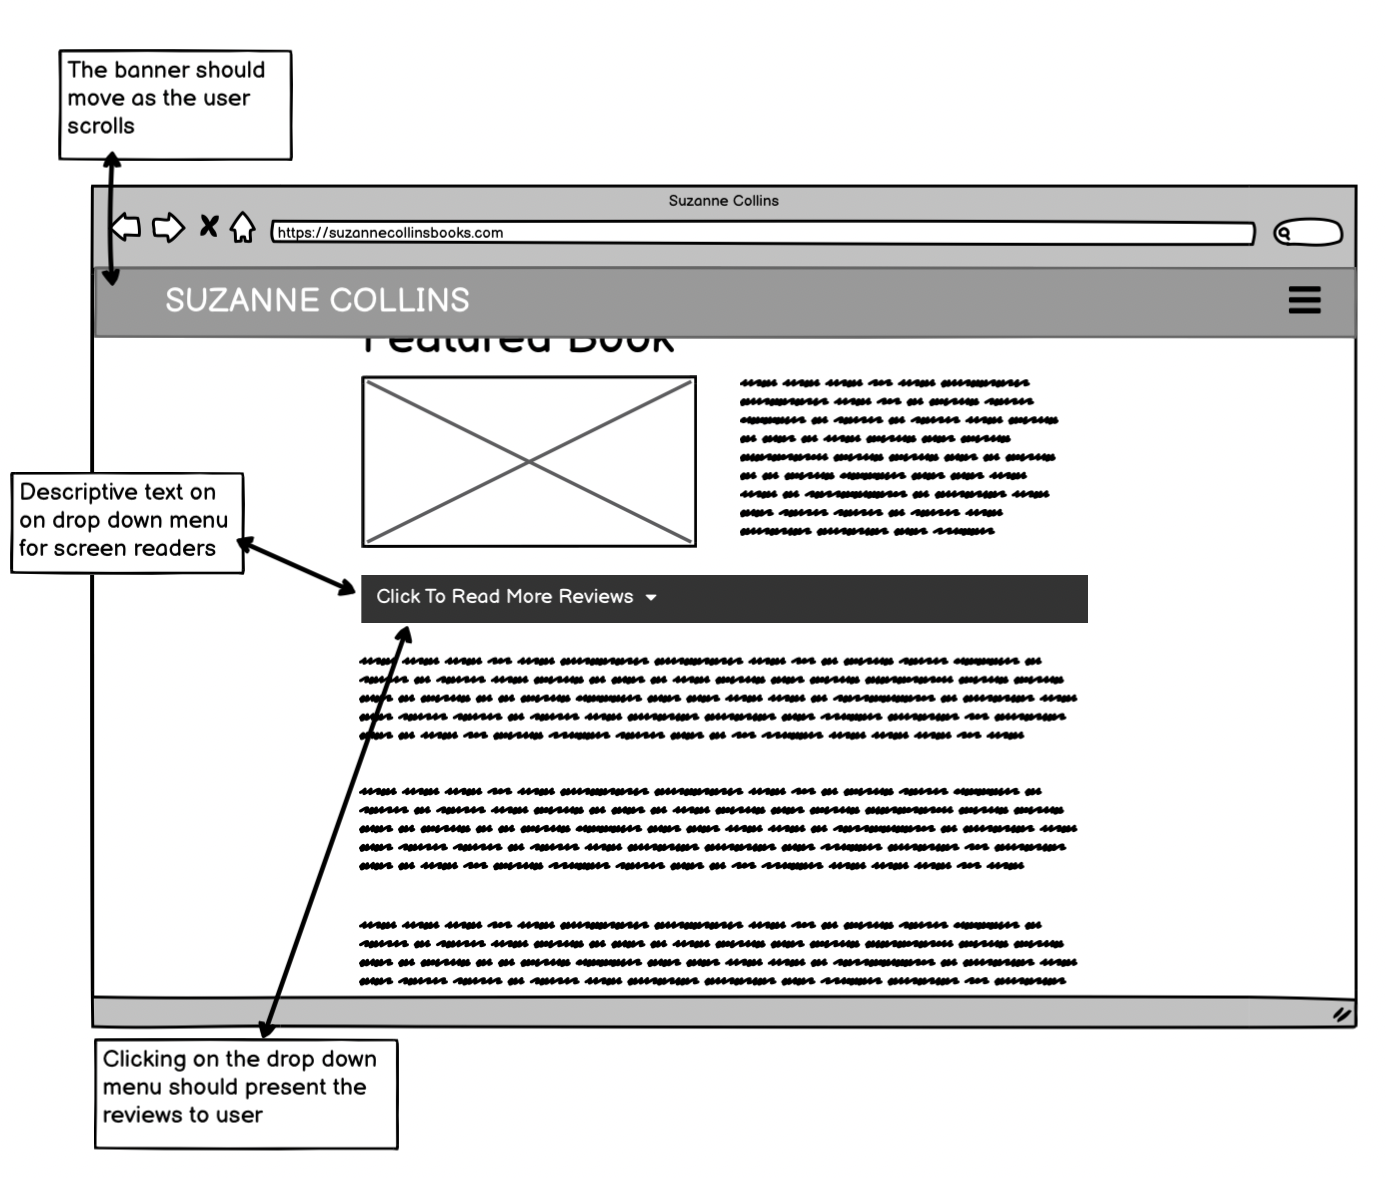 The banner should
move as the user
scrolls
Suzanne Collins
https://suzannecollinsbooks.com
SUZANNE COLLINS
Featured Book
Descriptive text on
on drop down menu
for screen readers
Click To Read More Reviews
Clicking on the drop down
menu should present the
reviews to user